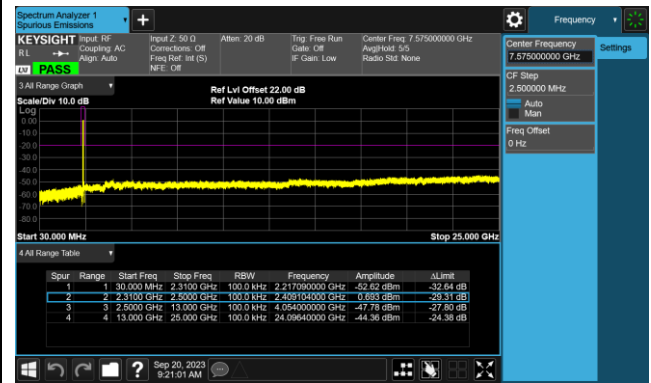 Spectrum Analyzer 1
Spurious Emissions
Frequency
KEYSIGHT Input: RF
RL Coupling: AC
Align: Auto
Input Z: 50 Ω
Corrections: Off
Freq Ref: Int (S)
NFE: Off
Atten: 20 dB
Trig: Free Run
Gate: Off
IF Gain: Low
Center Freq: 7.575000000 GHz
Avg|Hold: 5/5
Radio Std: None
LXI PASS
Center Frequency
7.575000000 GHz
Settings
CF Step
2.500000 MHz
Auto
Man
Freq Offset
0 Hz
3 All Range Graph
Ref Lvl Offset 22.00 dB
Scale/Div 10.0 dB
Ref Value 10.00 dBm
Log
0.00
-10.0
-20.0
-30.0
-40.0
-50.0
-60.0
-70.0
-80.0
Start 30.000 MHz
Stop 25.000 GHz
4 All Range Table
Spur Range Start Freq Stop Freq RBW Frequency Amplitude ΔLimit
1 1 30.000 MHz 2.3100 GHz 100.0 kHz 2.217090000 GHz -52.62 dBm -32.64 dB
2 2 2.3100 GHz 2.5000 GHz 100.0 kHz 2.409104000 GHz 0.693 dBm -29.31 dB
3 3 2.5000 GHz 13.000 GHz 100.0 kHz 4.054000000 GHz -47.78 dBm -27.80 dB
4 4 13.000 GHz 25.000 GHz 100.0 kHz 24.09640000 GHz -44.36 dBm -24.38 dB
?
Sep 20, 2023
9:21:01 AM